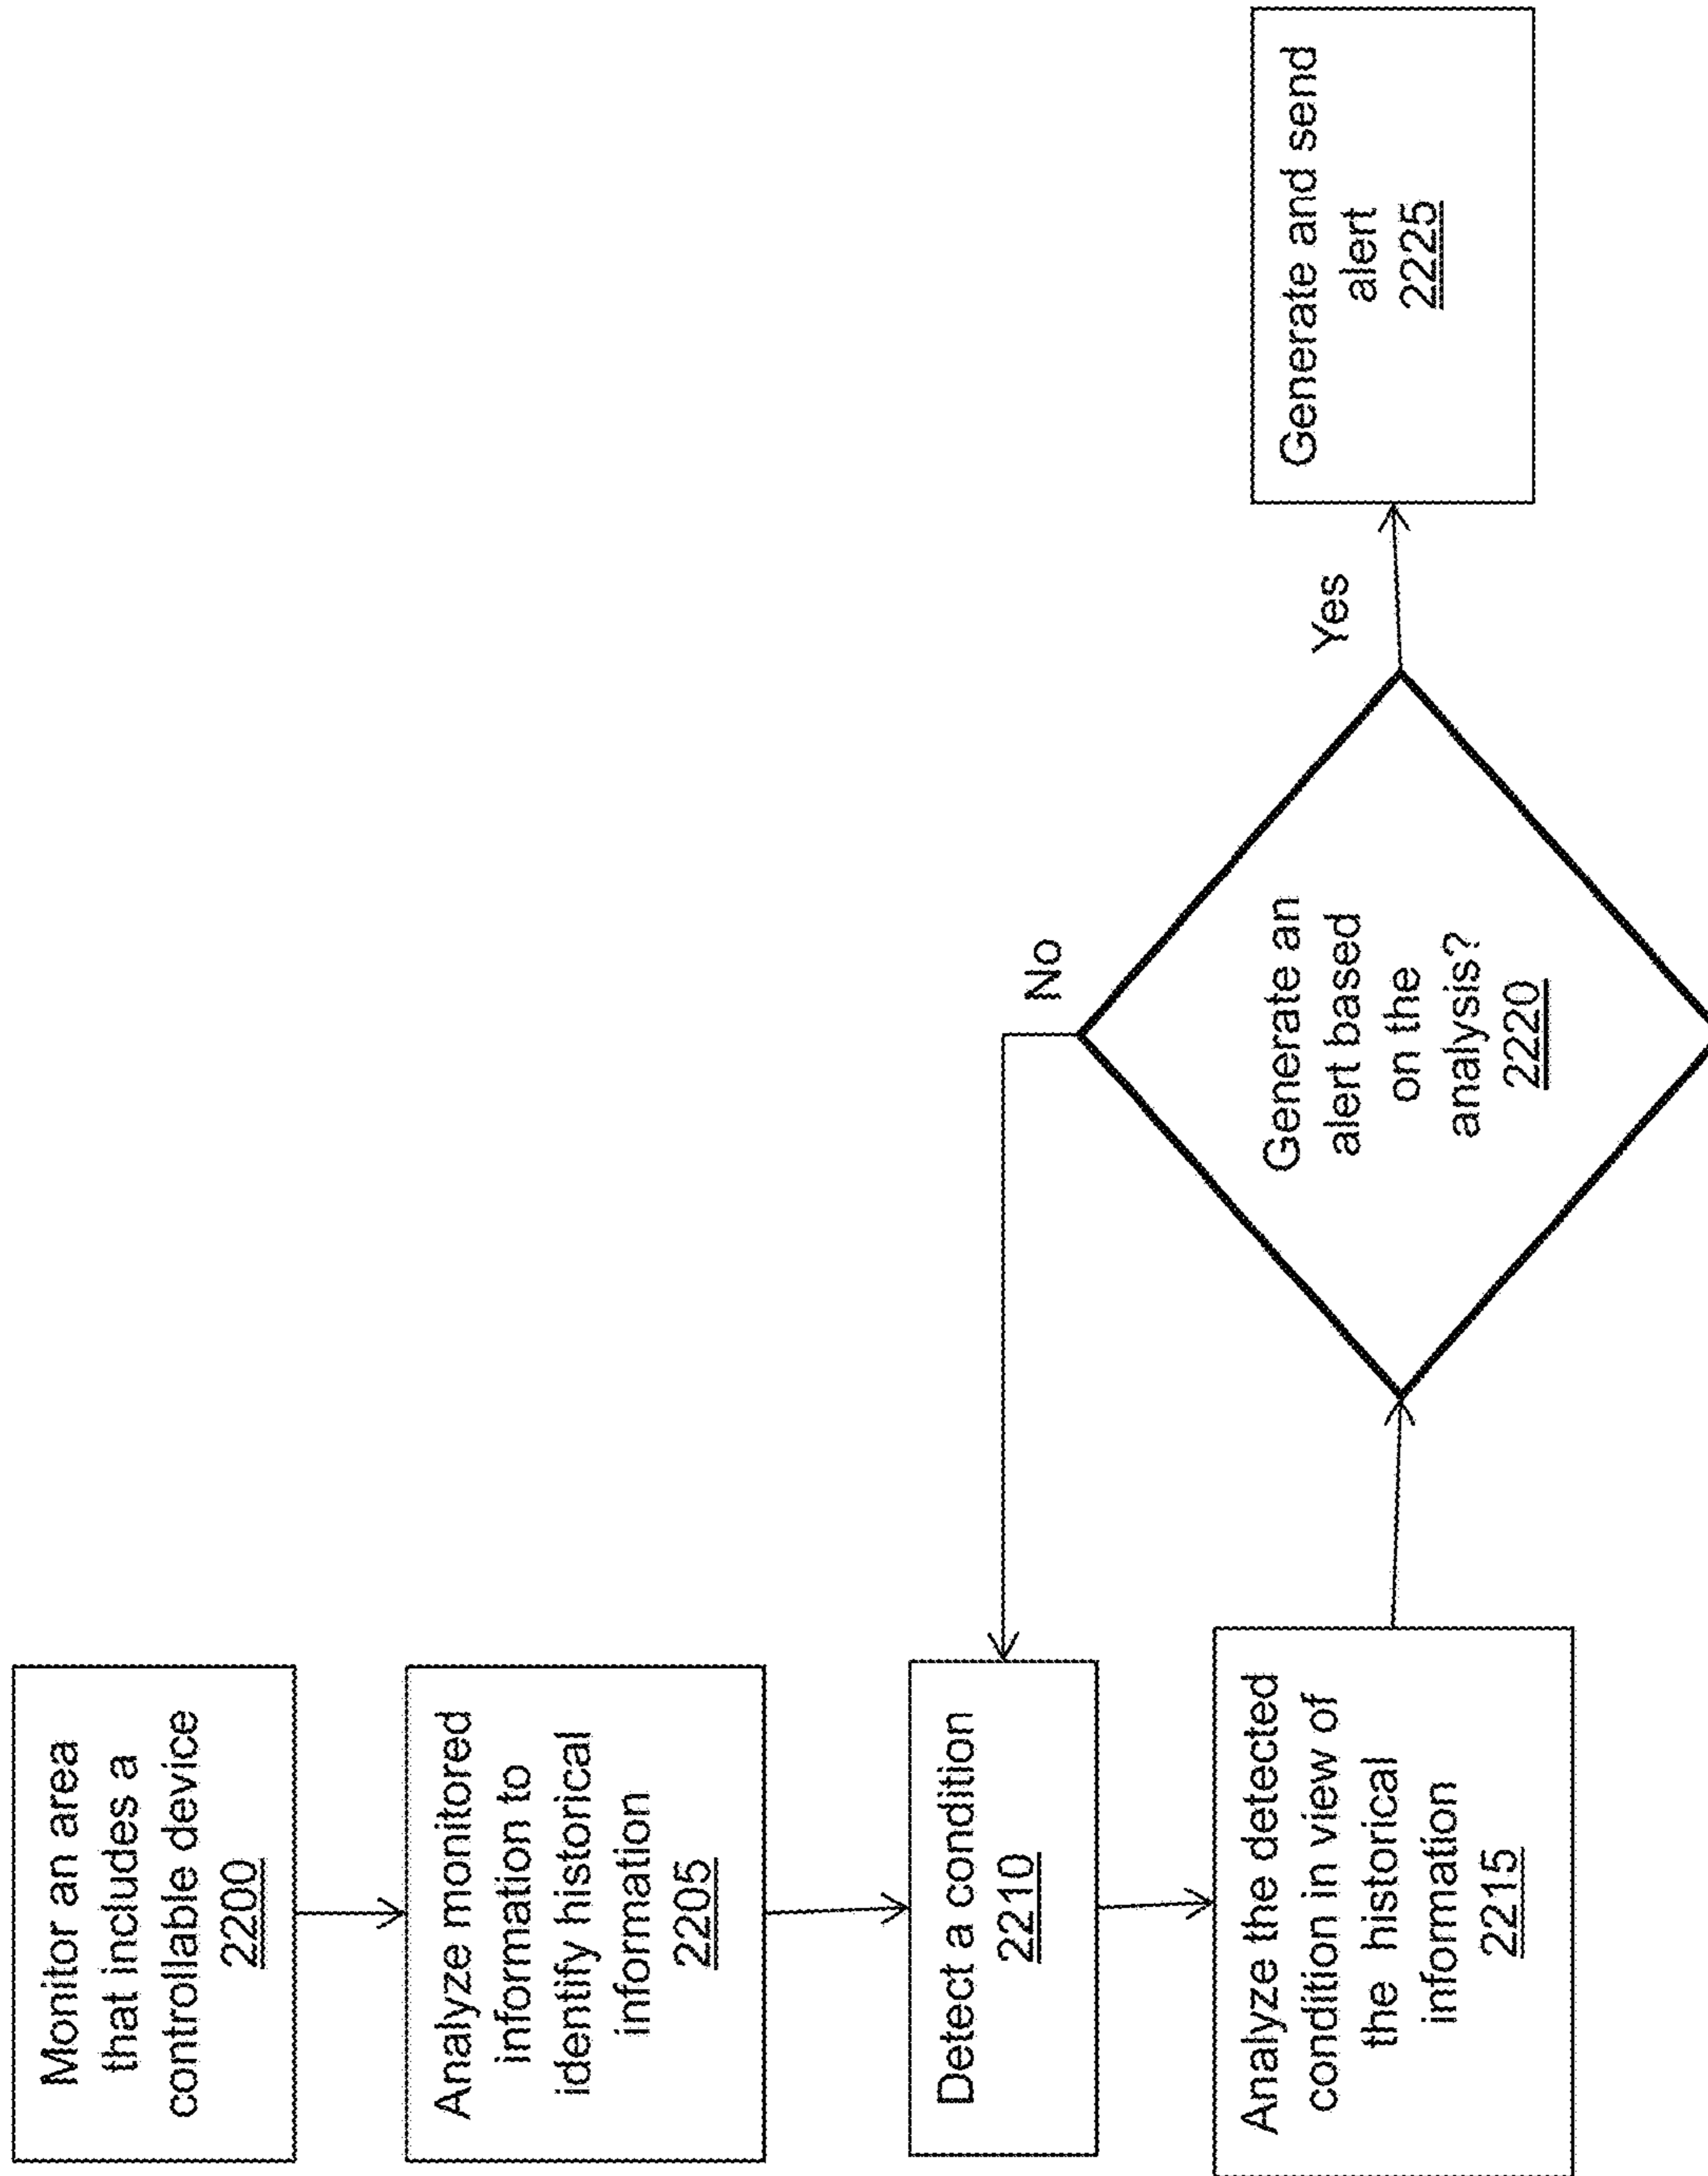 Monitor an area
that includes a
controllable device
2200
Analyze monitored
information to
identify historical
information
2205
Detect a condition
2210
Analyze the detected
condition in view of
the historical
information
2215
Generate an
alert based
on the
analysis?
2220
No
Yes
Generate and send
alert
2225